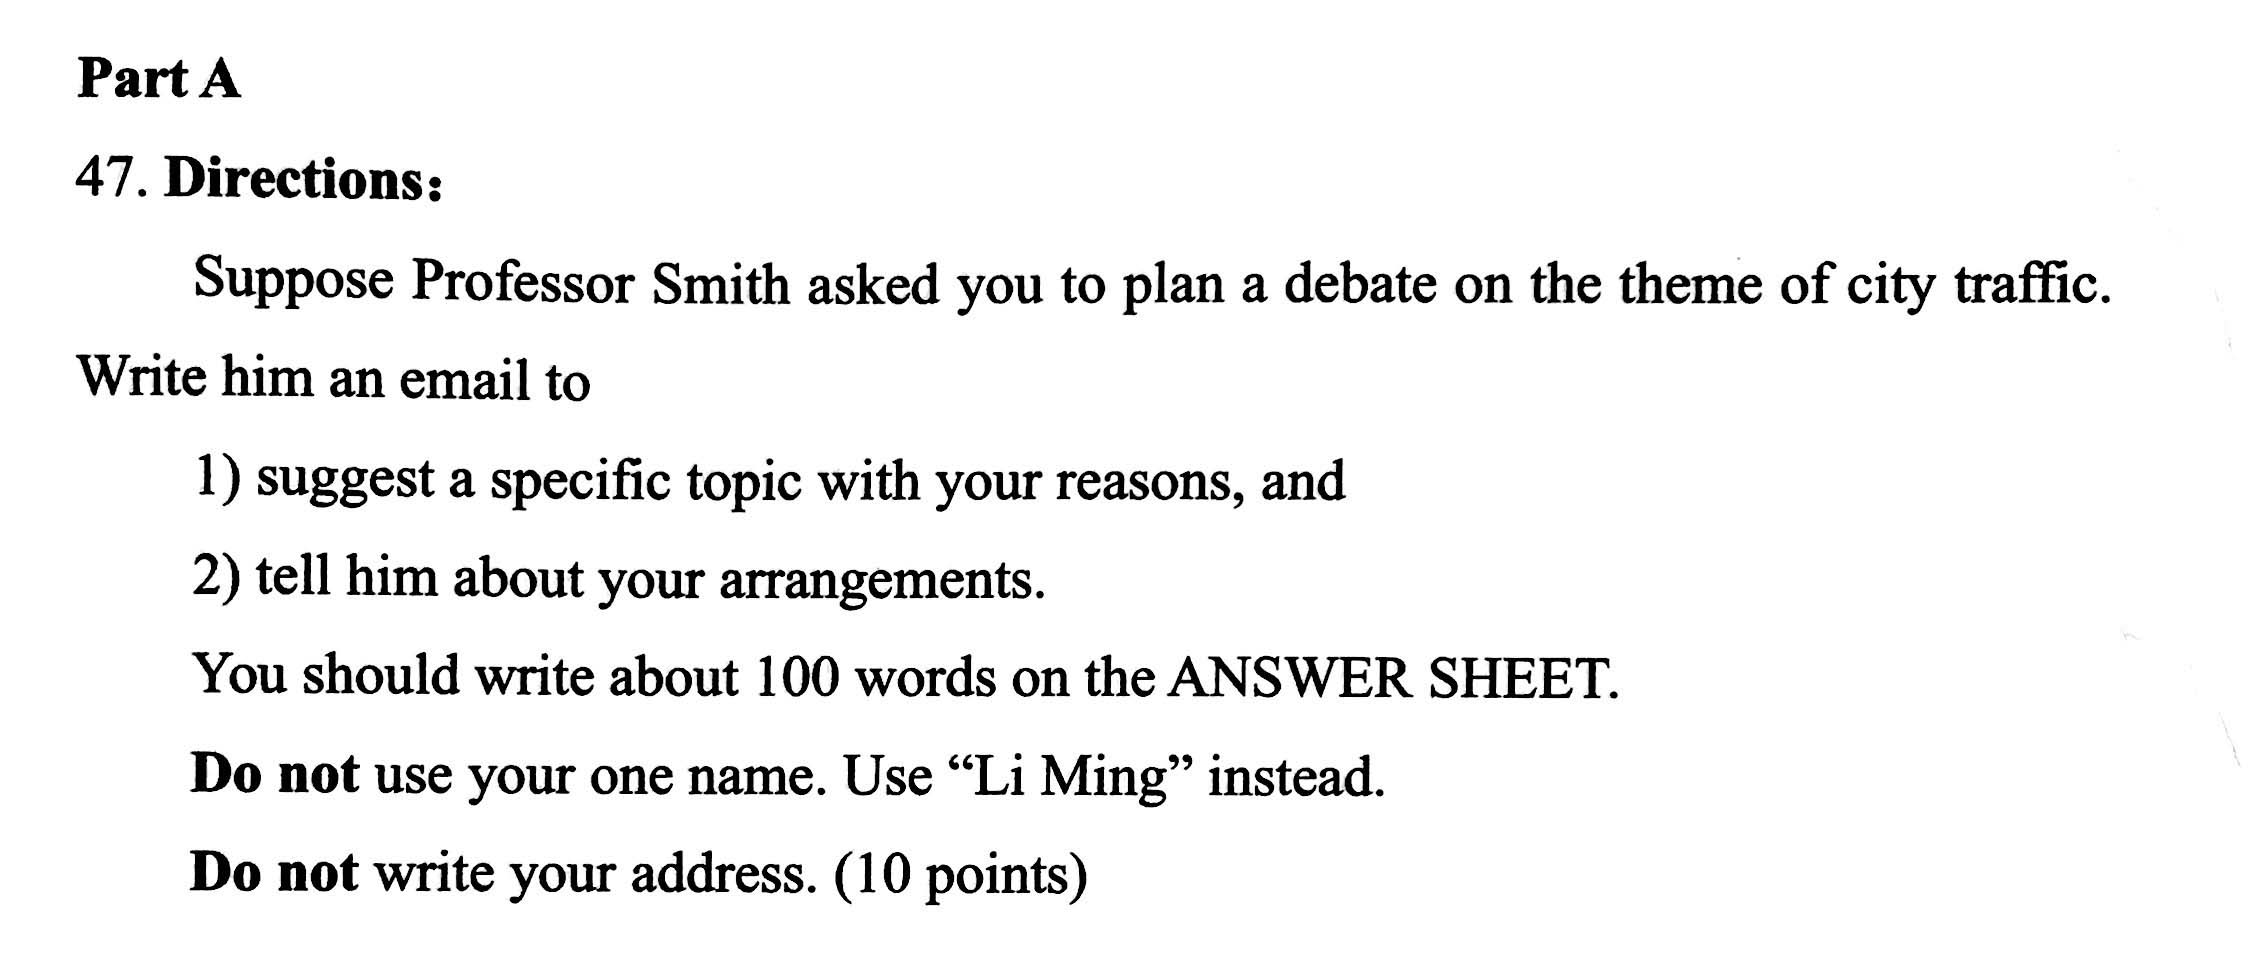 Part A
47. Directions:
Suppose Professor Smith asked you to plan a debate on the theme of city traffic.
Write him an email to
1) suggest a specific topic with your reasons, and
2) tell him about your arrangements.
You should write about 100 words on the ANSWER SHEET.
Do not use your one name. Use “Li Ming” instead.
Do not write your address. (10 points)